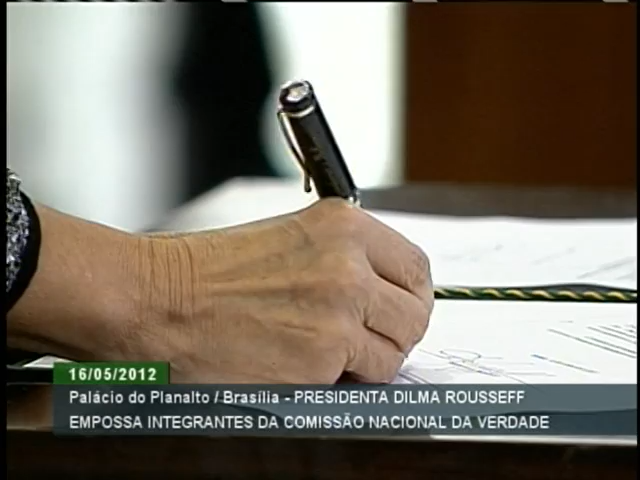 16/05/2012
Palácio do Planalto / Brasília - PRESIDENTA DILMA ROUSSEFF
EMPOSSA INTEGRANTES DA COMISSÃO NACIONAL DA VERDADE